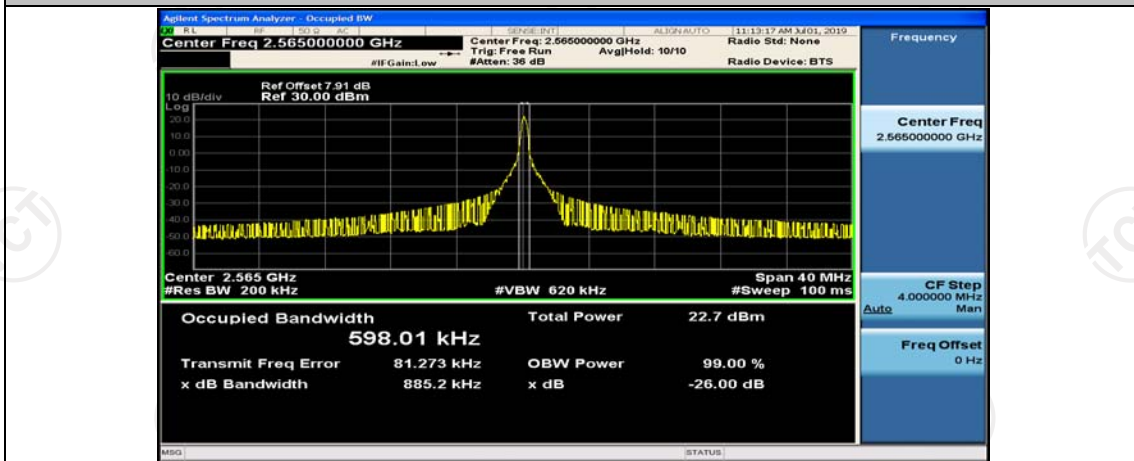 Agilent Spectrum Analyzer - Occupied BW
RL RF 50 Ω AC SENSE:INT ALIGN AUTO 11:13:17 AM Jul 01, 2019
Center Freq 2.565000000 GHz
Center Freq: 2.565000000 GHz
Radio Std: None
Trig: Free Run Avg|Hold: 10/10
#IFGain:Low #Atten: 36 dB Radio Device: BTS
Ref Offset 7.91 dB
10 dB/div Ref 30.00 dBm
Log
20.0
10.0
0.00
-10.0
-20.0
-30.0
-40.0
-50.0
-60.0
Center 2.565 GHz Span 40 MHz
#Res BW 200 kHz #VBW 620 kHz #Sweep 100 ms
Occupied Bandwidth Total Power 22.7 dBm
598.01 kHz
Transmit Freq Error 81.273 kHz OBW Power 99.00 %
x dB Bandwidth 885.2 kHz x dB -26.00 dB
MSG STATUS
Frequency
Center Freq
2.565000000 GHz
CF Step
4.000000 MHz
Auto Man
Freq Offset
0 Hz